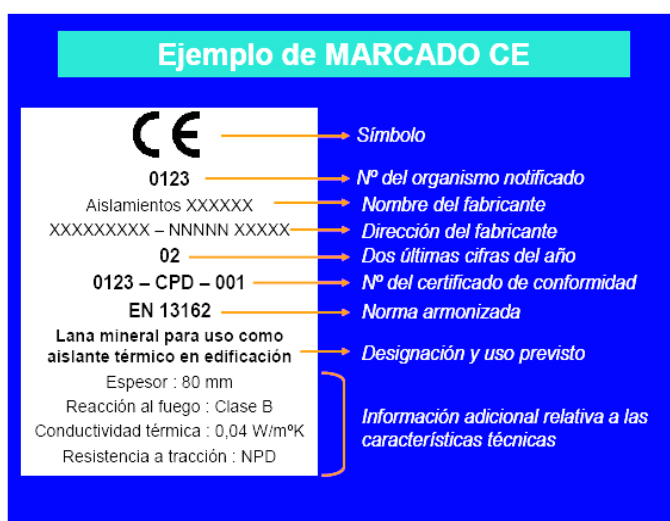 Ejemplo de MARCADO CE
CE
Símbolo
0123
Nº del organismo notificado
Aislamientos XXXXXX
Nombre del fabricante
XXXXXXXXX – NNNNN XXXXX
Dirección del fabricante
02
Dos últimas cifras del año
0123 – CPD – 001
Nº del certificado de conformidad
EN 13162
Norma armonizada
Lana mineral para uso como
aislante térmico en edificación
Designación y uso previsto
Espesor : 80 mm
Reacción al fuego : Clase B
Conductividad térmica : 0,04 W/mºK
Resistencia a tracción : NPD
Información adicional relativa a las
características técnicas